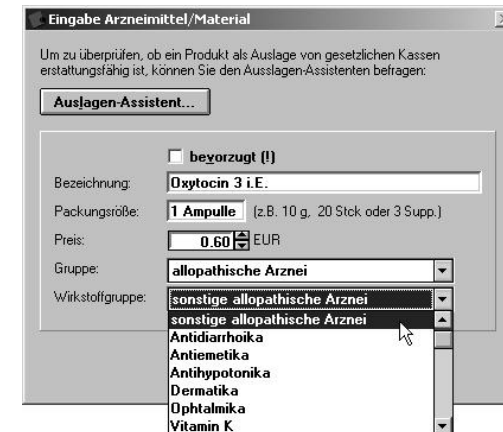 Eingabe Arzneimittel/Material
Um zu überprüfen, ob ein Produkt als Auslage von gesetzlichen Kassen
erstattungsfähig ist, können Sie den Ausslagen-Assistenten befragen:
Auslagen-Assistent...
bevorzugt (!)
Bezeichnung: Oxytocin 3 i.E.
Packungsröße: 1 Ampulle (z.B. 10 g, 20 Stck oder 3 Supp.)
Preis: 0.60 EUR
Gruppe: allopathische Arznei
Wirkstoffgruppe: sonstige allopathische Arznei
sonstige allopathische Arznei
Antidiarrhoika
Antiemetika
Antihypotonika
Dermatika
Ophtalmika
Vitamin K